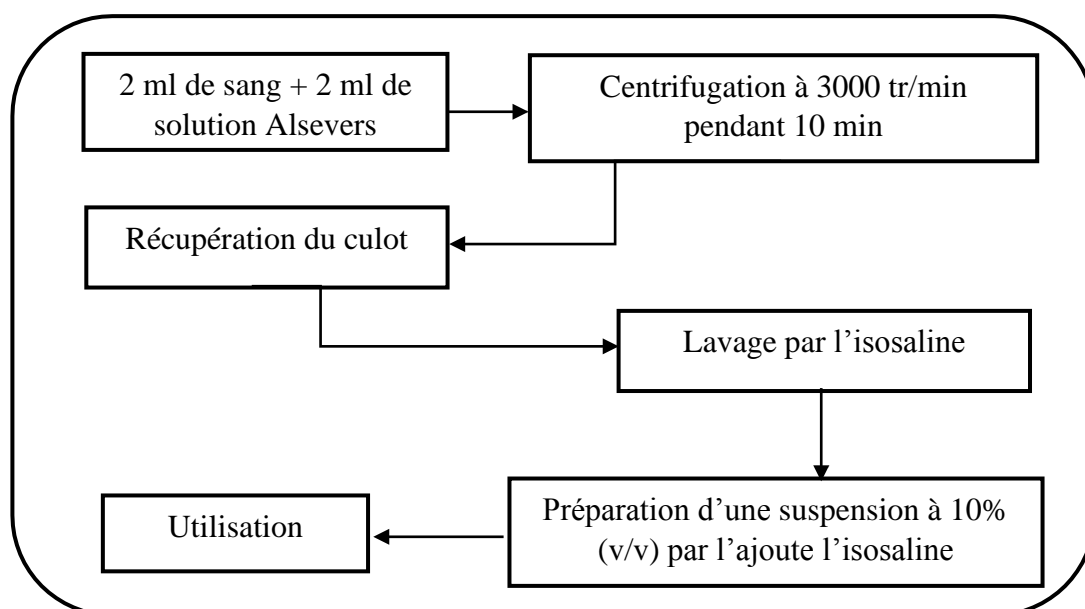 2 ml de sang + 2 ml de
solution Alsevers
Centrifugation à 3000 tr/min
pendant 10 min
Récupération du culot
Lavage par l’isosaline
Préparation d’une suspension à 10%
(v/v) par l’ajoute l’isosaline
Utilisation